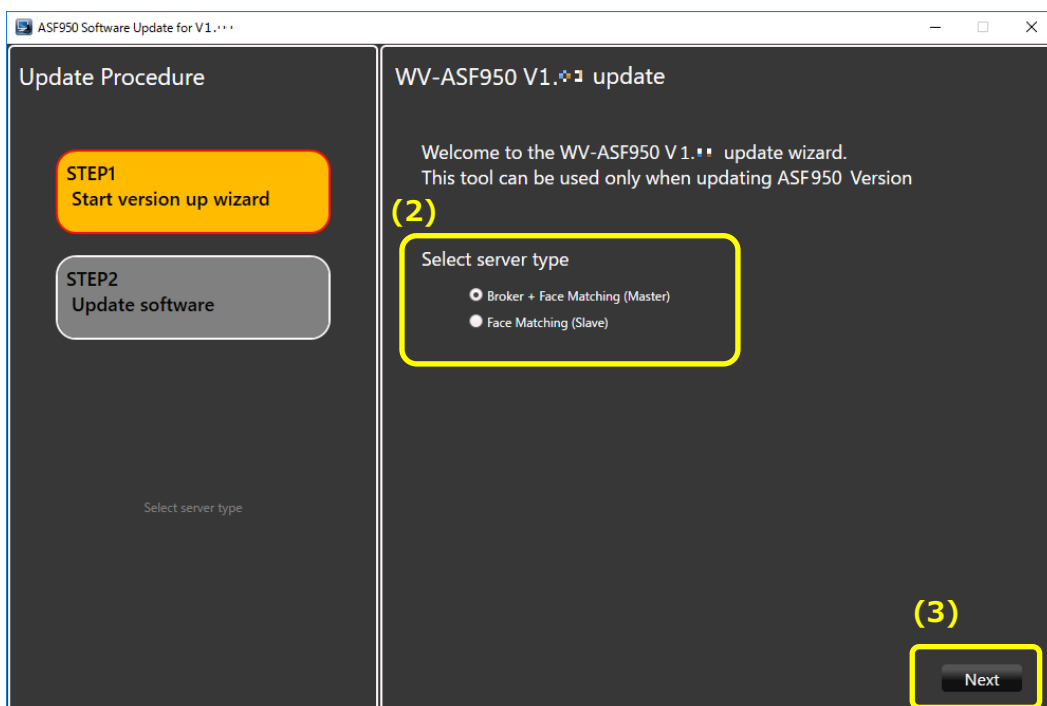 ASF950 Software Update for V1.
Update Procedure
STEP1
Start version up wizard
STEP2
Update software
Select server type
WV-ASF950 V1. update
Welcome to the WV-ASF950 V1. update wizard.
This tool can be used only when updating ASF950 Version
(2)
Select server type
Broker + Face Matching (Master)
Face Matching (Slave)
(3)
Next